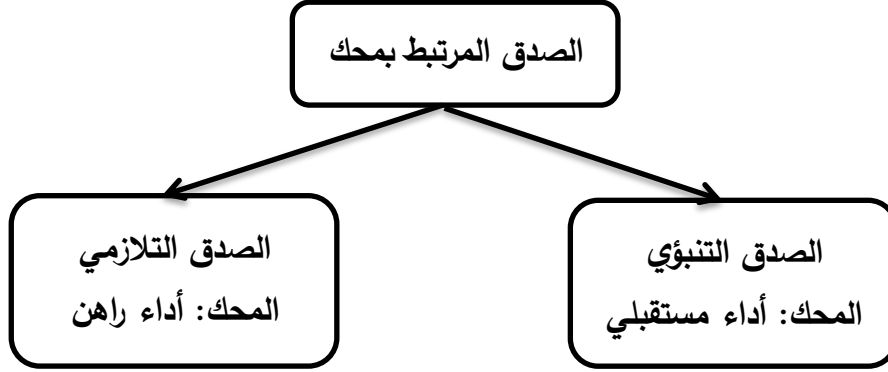 الصدق المرتبط بمحك
الصدق التنبؤي
المحك: أداء مستقبلي
الصدق التلازمي
المحك: أداء راهن